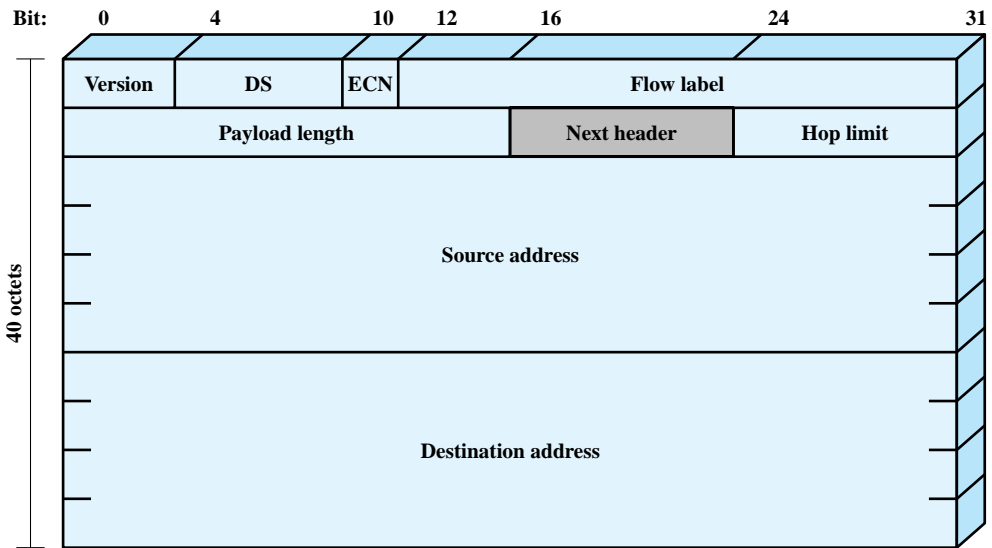 Bit: 0 4 10 12 16 24 31
Version DS ECN Flow label
Payload length Next header Hop limit
Source address
40 octets
Destination address